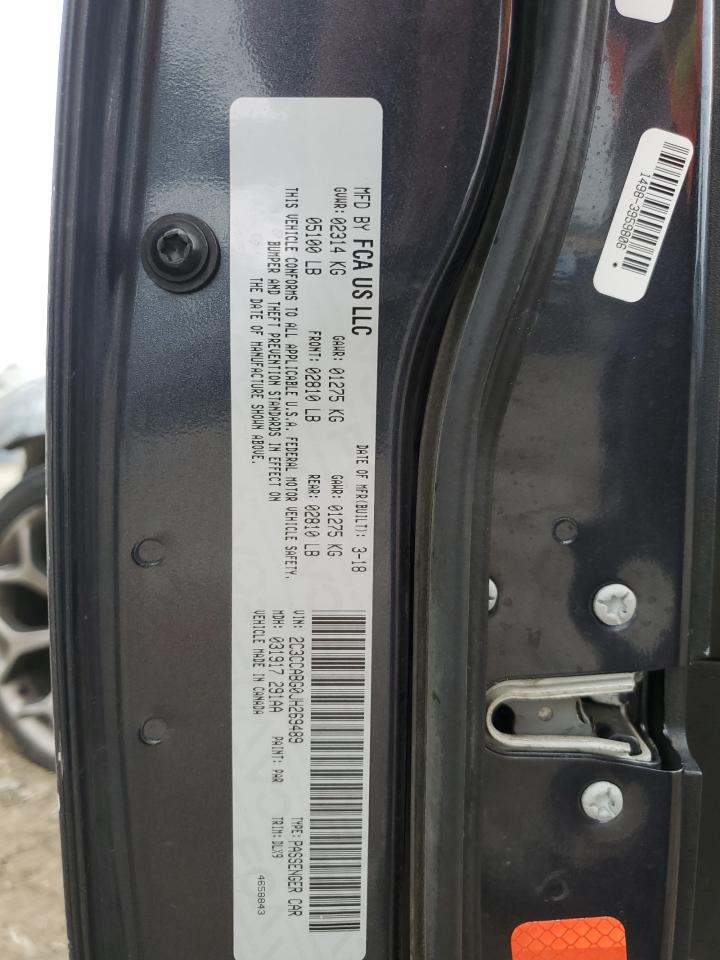 MFD BY FCA US LLC
DATE OF MFR(BUILT): 3-18
GVWR: 02314 KG
GAWR: 01275 KG
GAWR: 01275 KG
05100 LB
FRONT: 02810 LB
REAR: 02810 LB
THIS VEHICLE CONFORMS TO ALL APPLICABLE U.S.A. FEDERAL MOTOR VEHICLE SAFETY,
BUMPER AND THEFT PREVENTION STANDARDS IN EFFECT ON
THE DATE OF MANUFACTURE SHOWN ABOVE.
VIN: 2C3CCABG0JH269489
TYPE: PASSENGER CAR
MDH: 031917 291AA
PAINT: PAR
TRIM: DLX9
VEHICLE MADE IN CANADA
4658843
1498-3959806 *